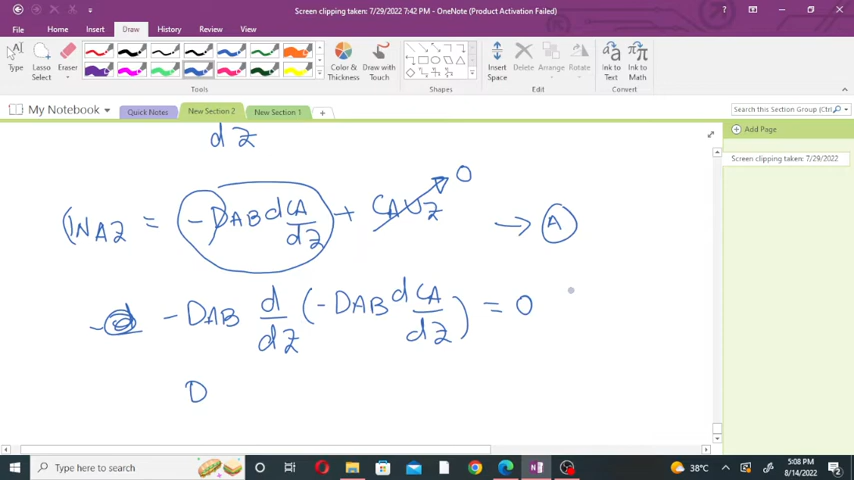 Screen clipping taken: 7/29/2022 7:42 PM - OneNote (Product Activation Failed)
File Home Insert Draw History Review View
Type Lasso Select Eraser Color & Thickness Draw with Touch Insert Space Delete Arrange Rotate Ink to Text Ink to Math
Tools Shapes Edit Convert
My Notebook Quick Notes New Section 2 New Section 1 Search this Section Group (Ctrl
Add Page
Screen clipping taken: 7/29/2022
dz
NAz = -DAB dCA/dz + CAVz 0 → A
- -DAB d/dz (-DAB dCA/dz) = 0
D
Type here to search 38°C 5:08 PM 8/14/2022 2